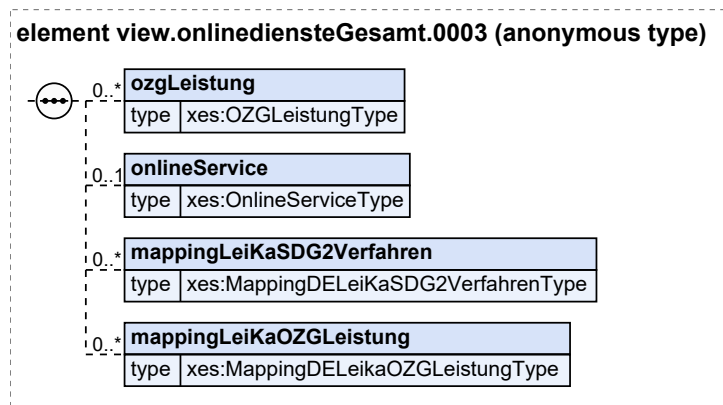 element view.onlinediensteGesamt.0003 (anonymous type)
0..* ozgLeistung
type xes:OZGLeistungType
0..1 onlineService
type xes:OnlineServiceType
0..* mappingLeiKaSDG2Verfahren
type xes:MappingDELeiKaSDG2VerfahrenType
0..* mappingLeiKaOZGLeistung
type xes:MappingDELeikaOZGLeistungType